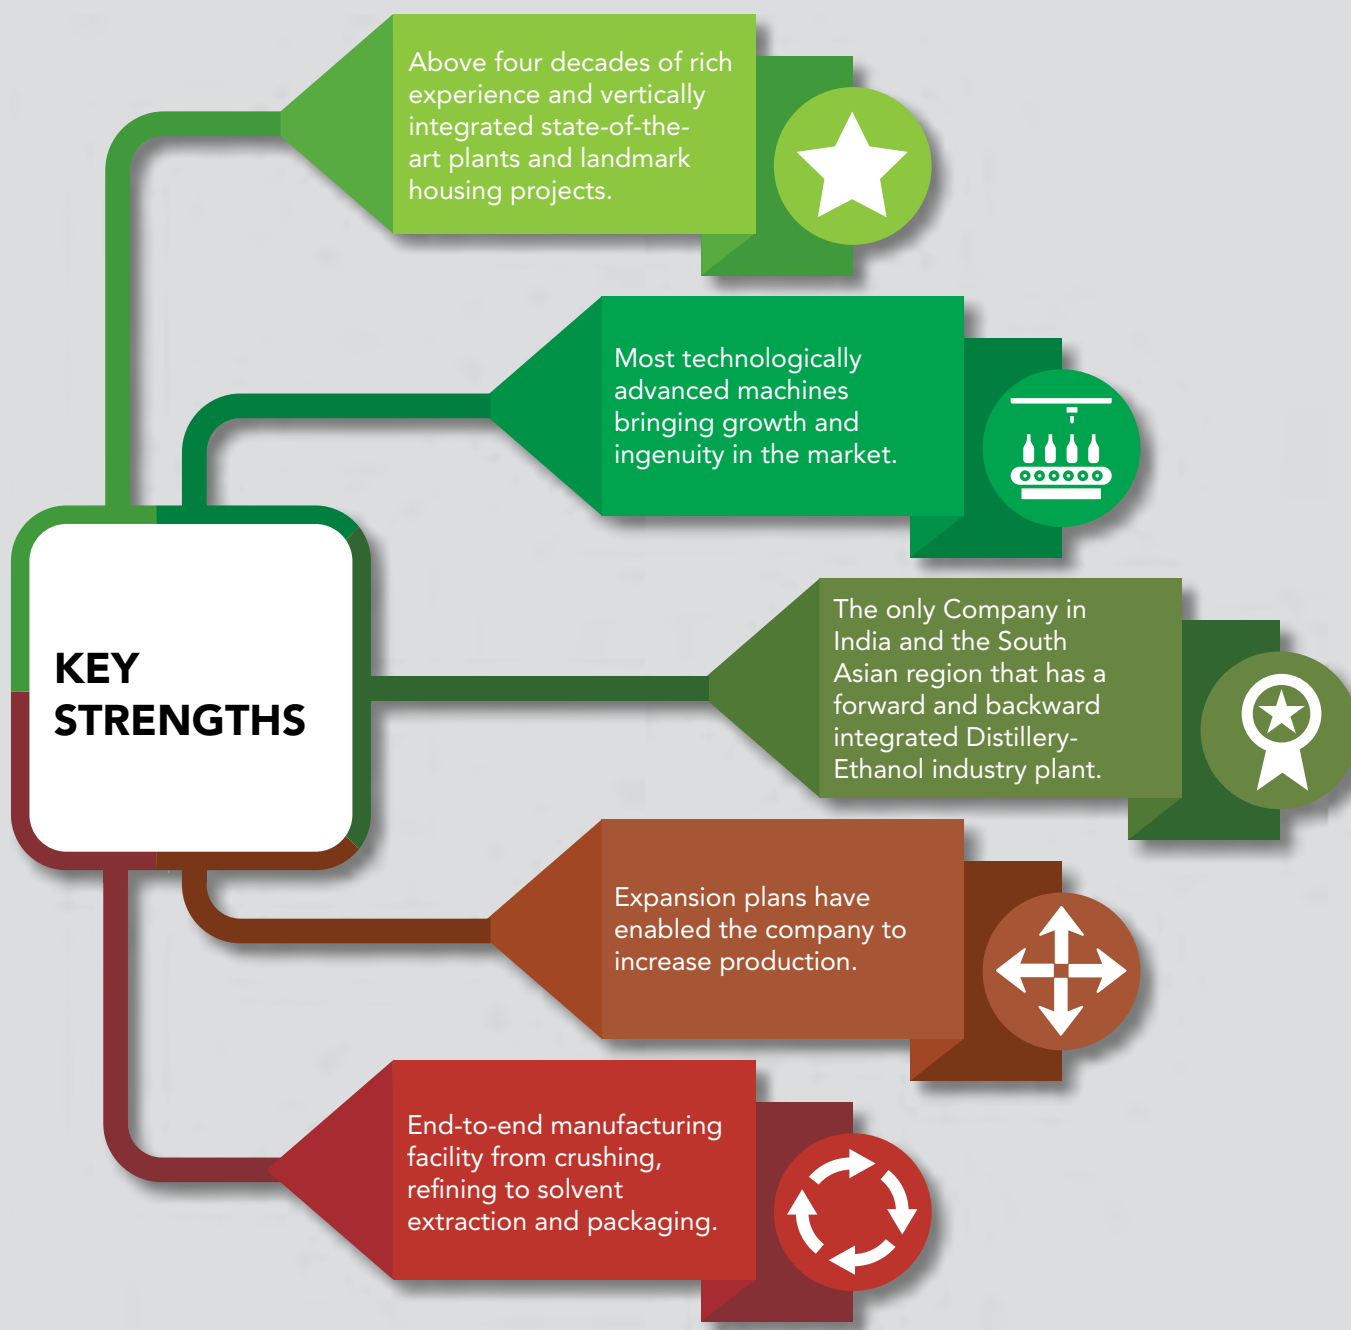 Above four decades of rich
experience and vertically
integrated state-of-the-
art plants and landmark
housing projects.
Most technologically
advanced machines
bringing growth and
ingenuity in the market.
KEY
STRENGTHS
The only Company in
India and the South
Asian region that has a
forward and backward
integrated Distillery-
Ethanol industry plant.
Expansion plans have
enabled the company to
increase production.
End-to-end manufacturing
facility from crushing,
refining to solvent
extraction and packaging.